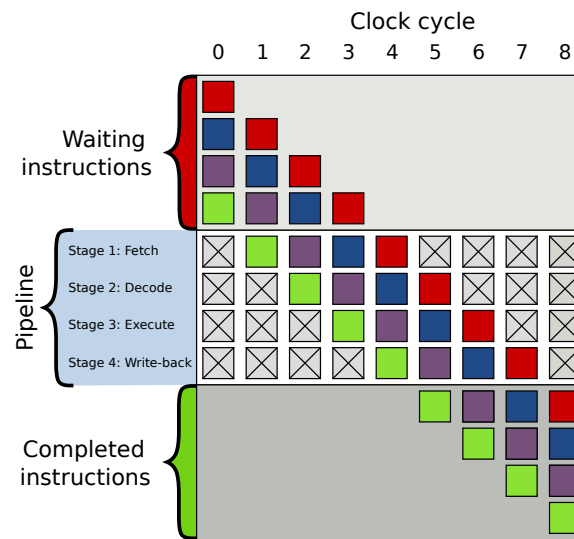 Clock cycle
0 1 2 3 4 5 6 7 8
Waiting
instructions
Pipeline
Stage 1: Fetch
Stage 2: Decode
Stage 3: Execute
Stage 4: Write-back
Completed
instructions